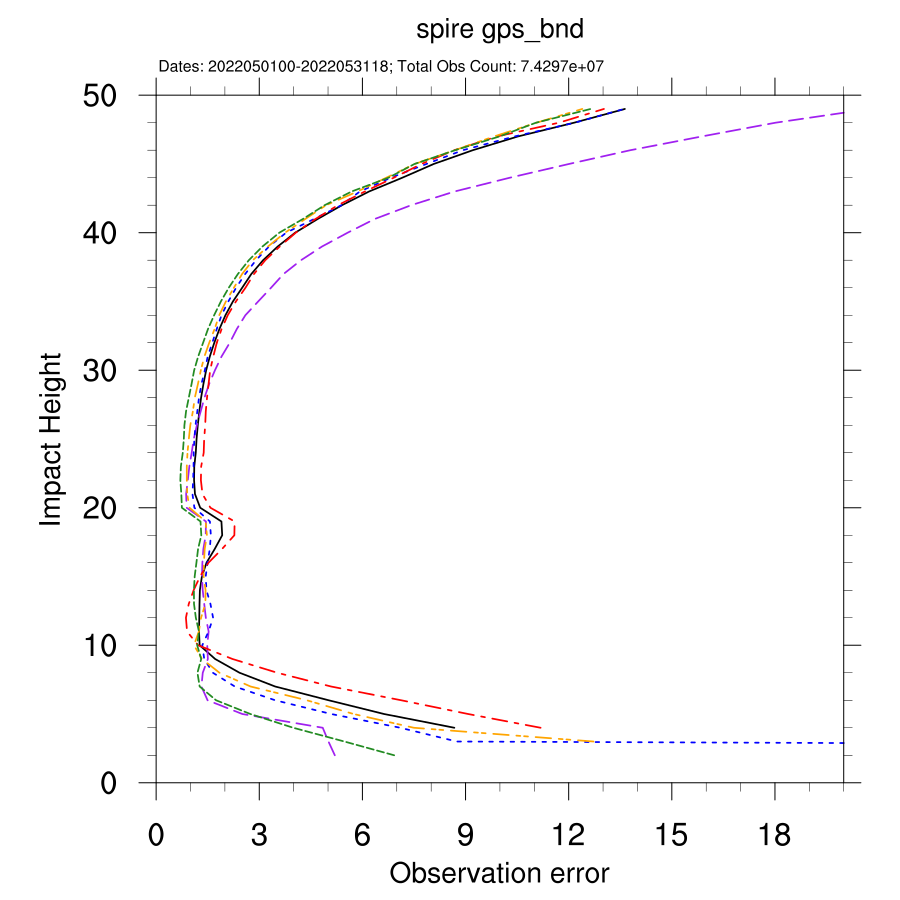 spire gps_bnd
Dates: 2022050100-2022053118; Total Obs Count: 7.4297e+07
50
40
30
20
10
0
Impact Height
0 3 6 9 12 15 18
Observation error